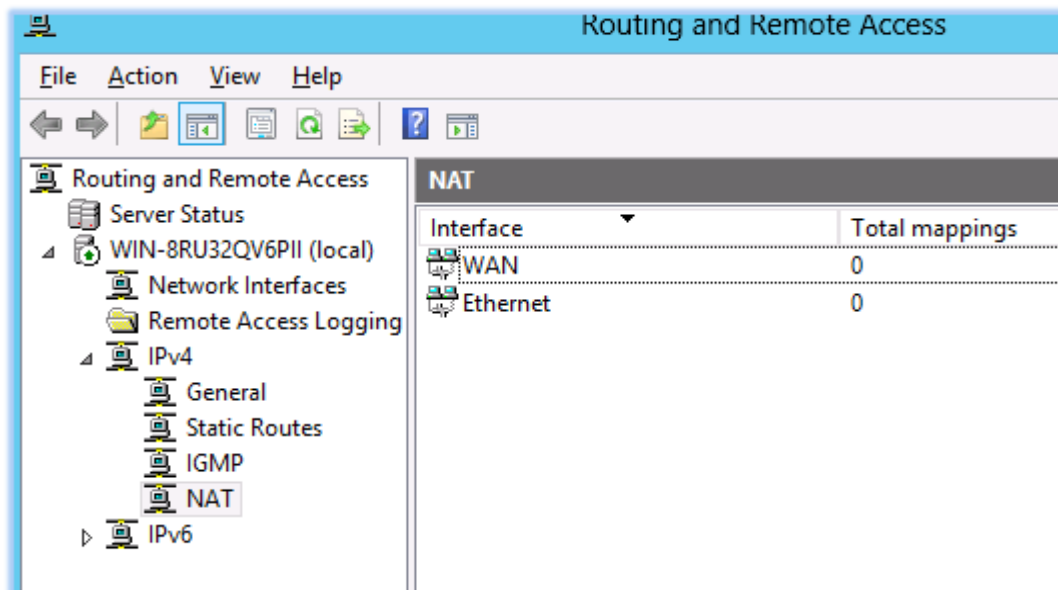 Routing and Remote Access
File Action View Help
Routing and Remote Access
Server Status
WIN-8RU32QV6PII (local)
Network Interfaces
Remote Access Logging
IPv4
General
Static Routes
IGMP
NAT
IPv6
NAT
Interface Total mappings
WAN 0
Ethernet 0